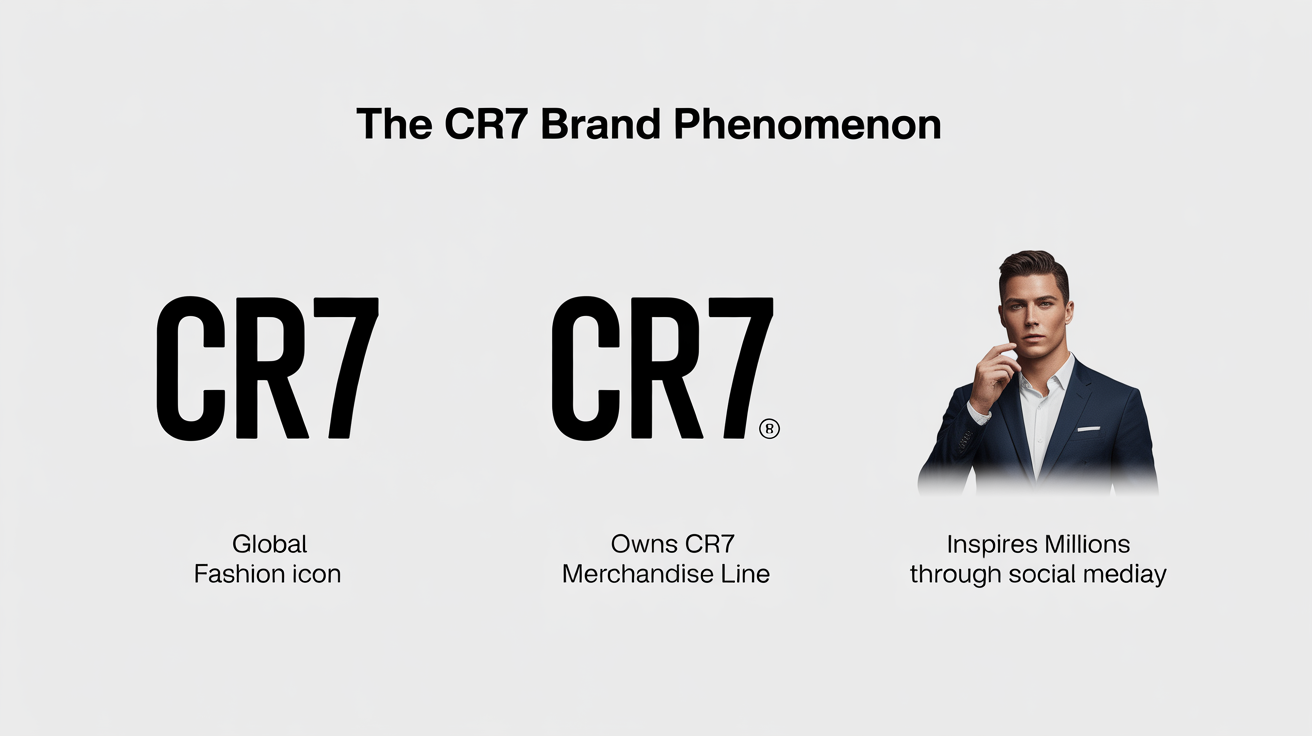 The CR7 Brand Phenomenon
CR7
CR7®
Global
Fashion icon
Owns CR7
Merchandise Line
Inspires Millions
through social mediay